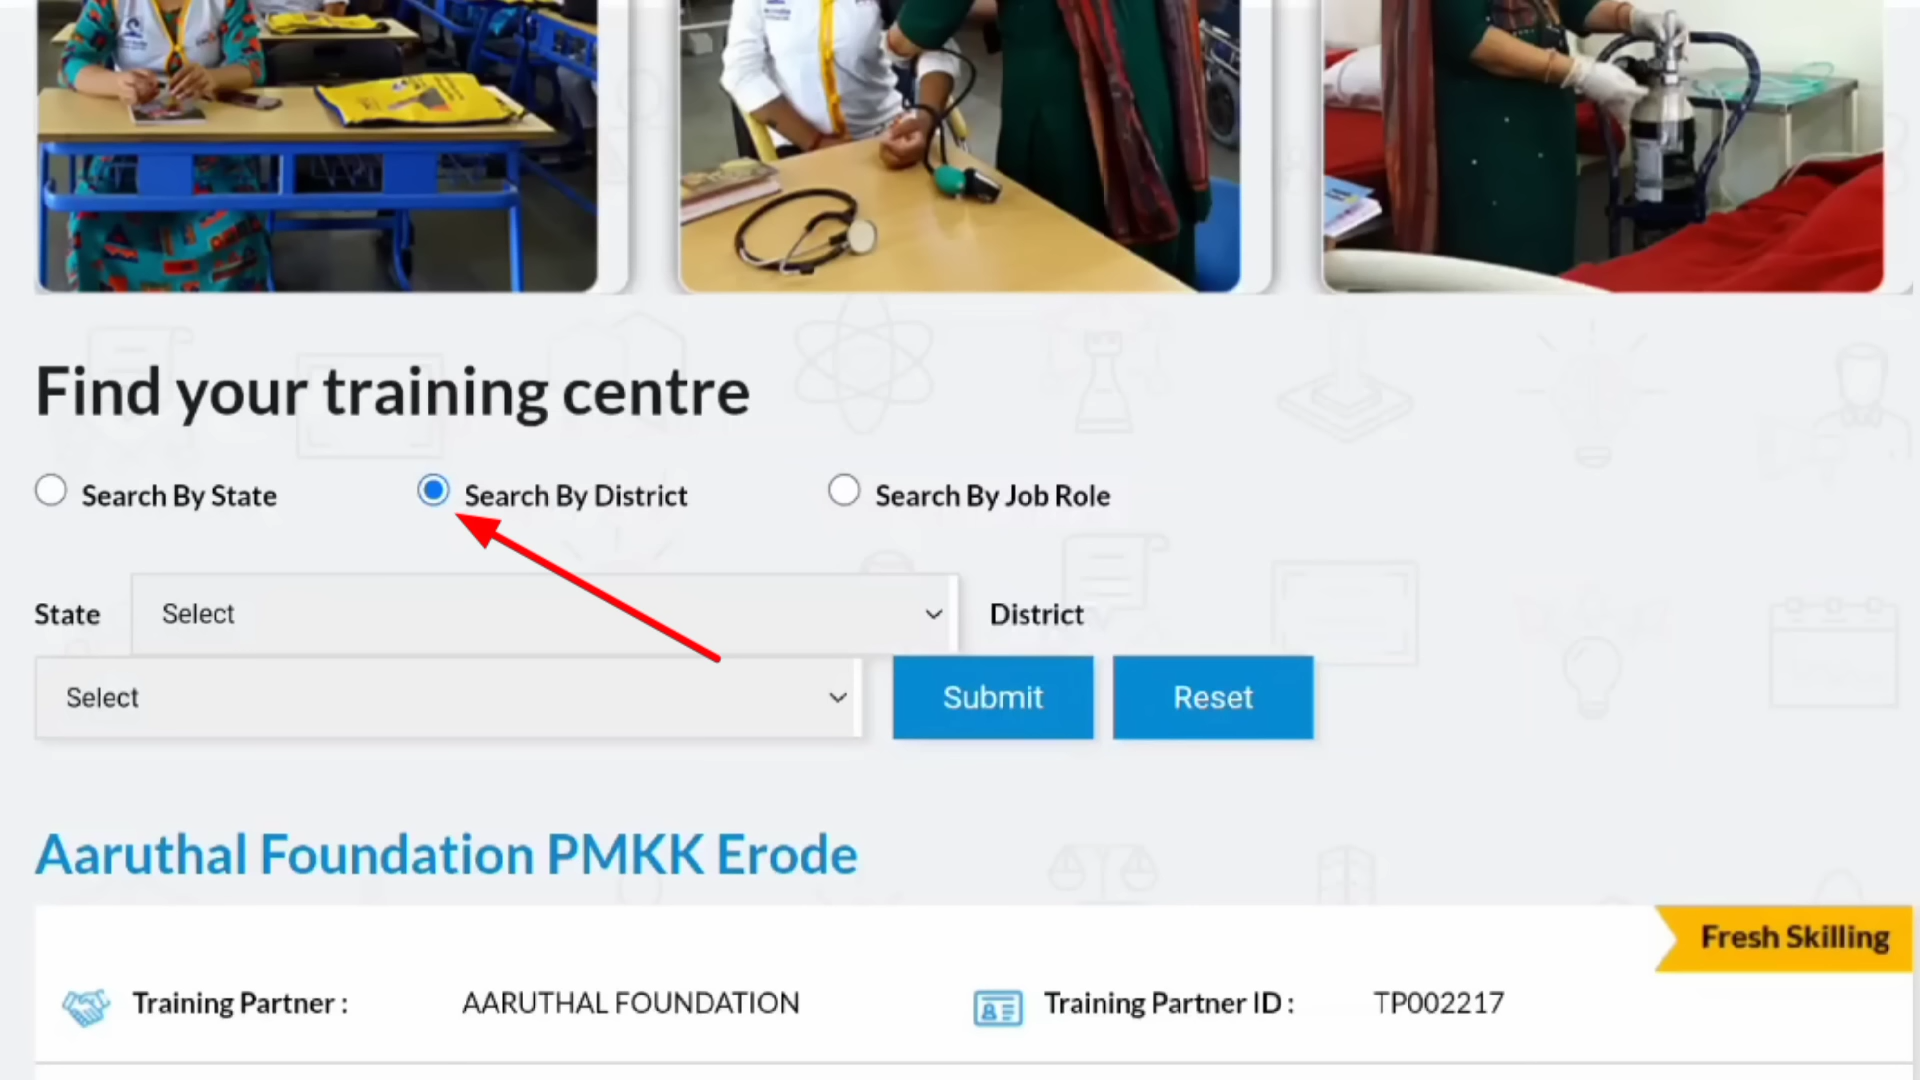 Find your training centre
Search By State
Search By District
Search By Job Role
State
Select
District
Select
Submit
Reset
Aaruthal Foundation PMKK Erode
Fresh Skilling
Training Partner :
AARUTHAL FOUNDATION
Training Partner ID :
TP002217